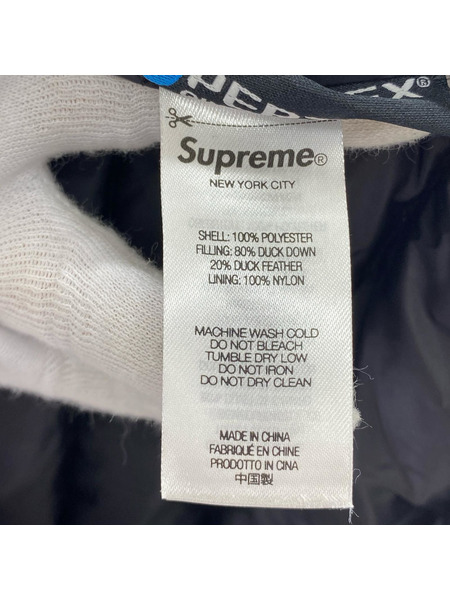 Supreme®
NEW YORK CITY
SHELL: 100% POLYESTER
FILLING: 80% DUCK DOWN
20% DUCK FEATHER
LINING: 100% NYLON
MACHINE WASH COLD
DO NOT BLEACH
TUMBLE DRY LOW
DO NOT IRON
DO NOT DRY CLEAN
MADE IN CHINA
FABRIQUÉ EN CHINE
PRODOTTO IN CINA
中国製